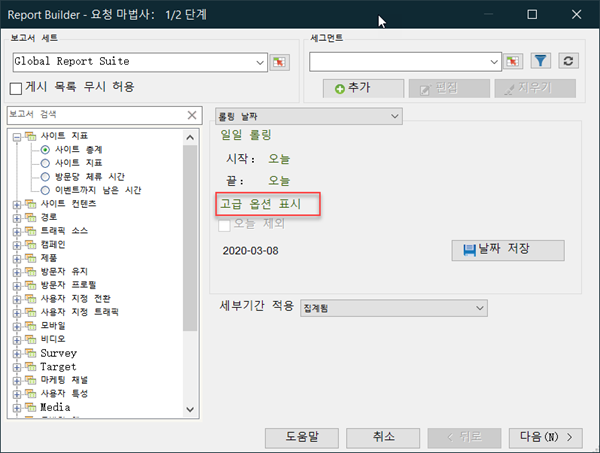 Report Builder - 요청 마법사: 1/2 단계
보고서 세트
Global Report Suite
게시 목록 무시 허용
세그먼트
추가
편집
지우기
보고서 검색
사이트 지표
사이트 총계
사이트 지표
방문당 체류 시간
이벤트까지 남은 시간
사이트 컨텐츠
경로
트래픽 소스
캠페인
제품
방문자 유지
방문자 프로필
사용자 지정 전환
사용자 지정 트래픽
모바일
비디오
Survey
Target
마케팅 채널
사용자 특성
Media
롤링 날짜
일일 롤링
시작: 오늘
끝: 오늘
고급 옵션 표시
오늘 제외
2020-03-08
날짜 저장
세부기간 적용 집계됨
도움말
취소
< 뒤로
다음(N) >